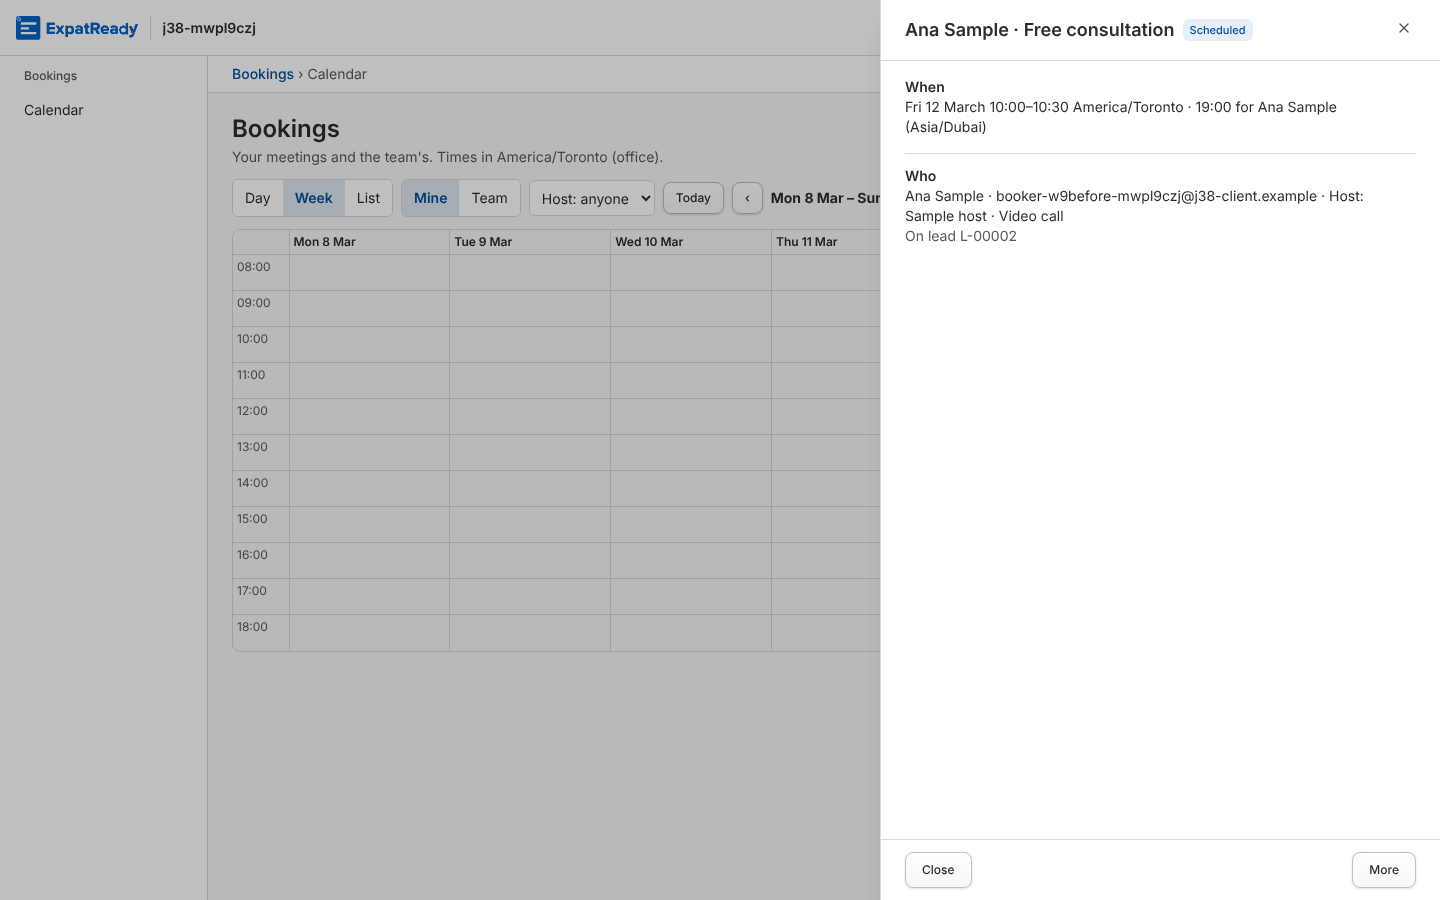 ExpatReady
j38-mwpl9czj
Bookings
Calendar
Bookings › Calendar
Bookings
Your meetings and the team's. Times in America/Toronto (office).
Day Week List Mine Team Host: anyone Today ‹ Mon 8 Mar – Sun
Mon 8 Mar Tue 9 Mar Wed 10 Mar Thu 11 Mar
08:00
09:00
10:00
11:00
12:00
13:00
14:00
15:00
16:00
17:00
18:00
Ana Sample · Free consultation Scheduled ×
When
Fri 12 March 10:00–10:30 America/Toronto · 19:00 for Ana Sample
(Asia/Dubai)
Who
Ana Sample · booker-w9before-mwpl9czj@j38-client.example · Host:
Sample host · Video call
On lead L-00002
Close More